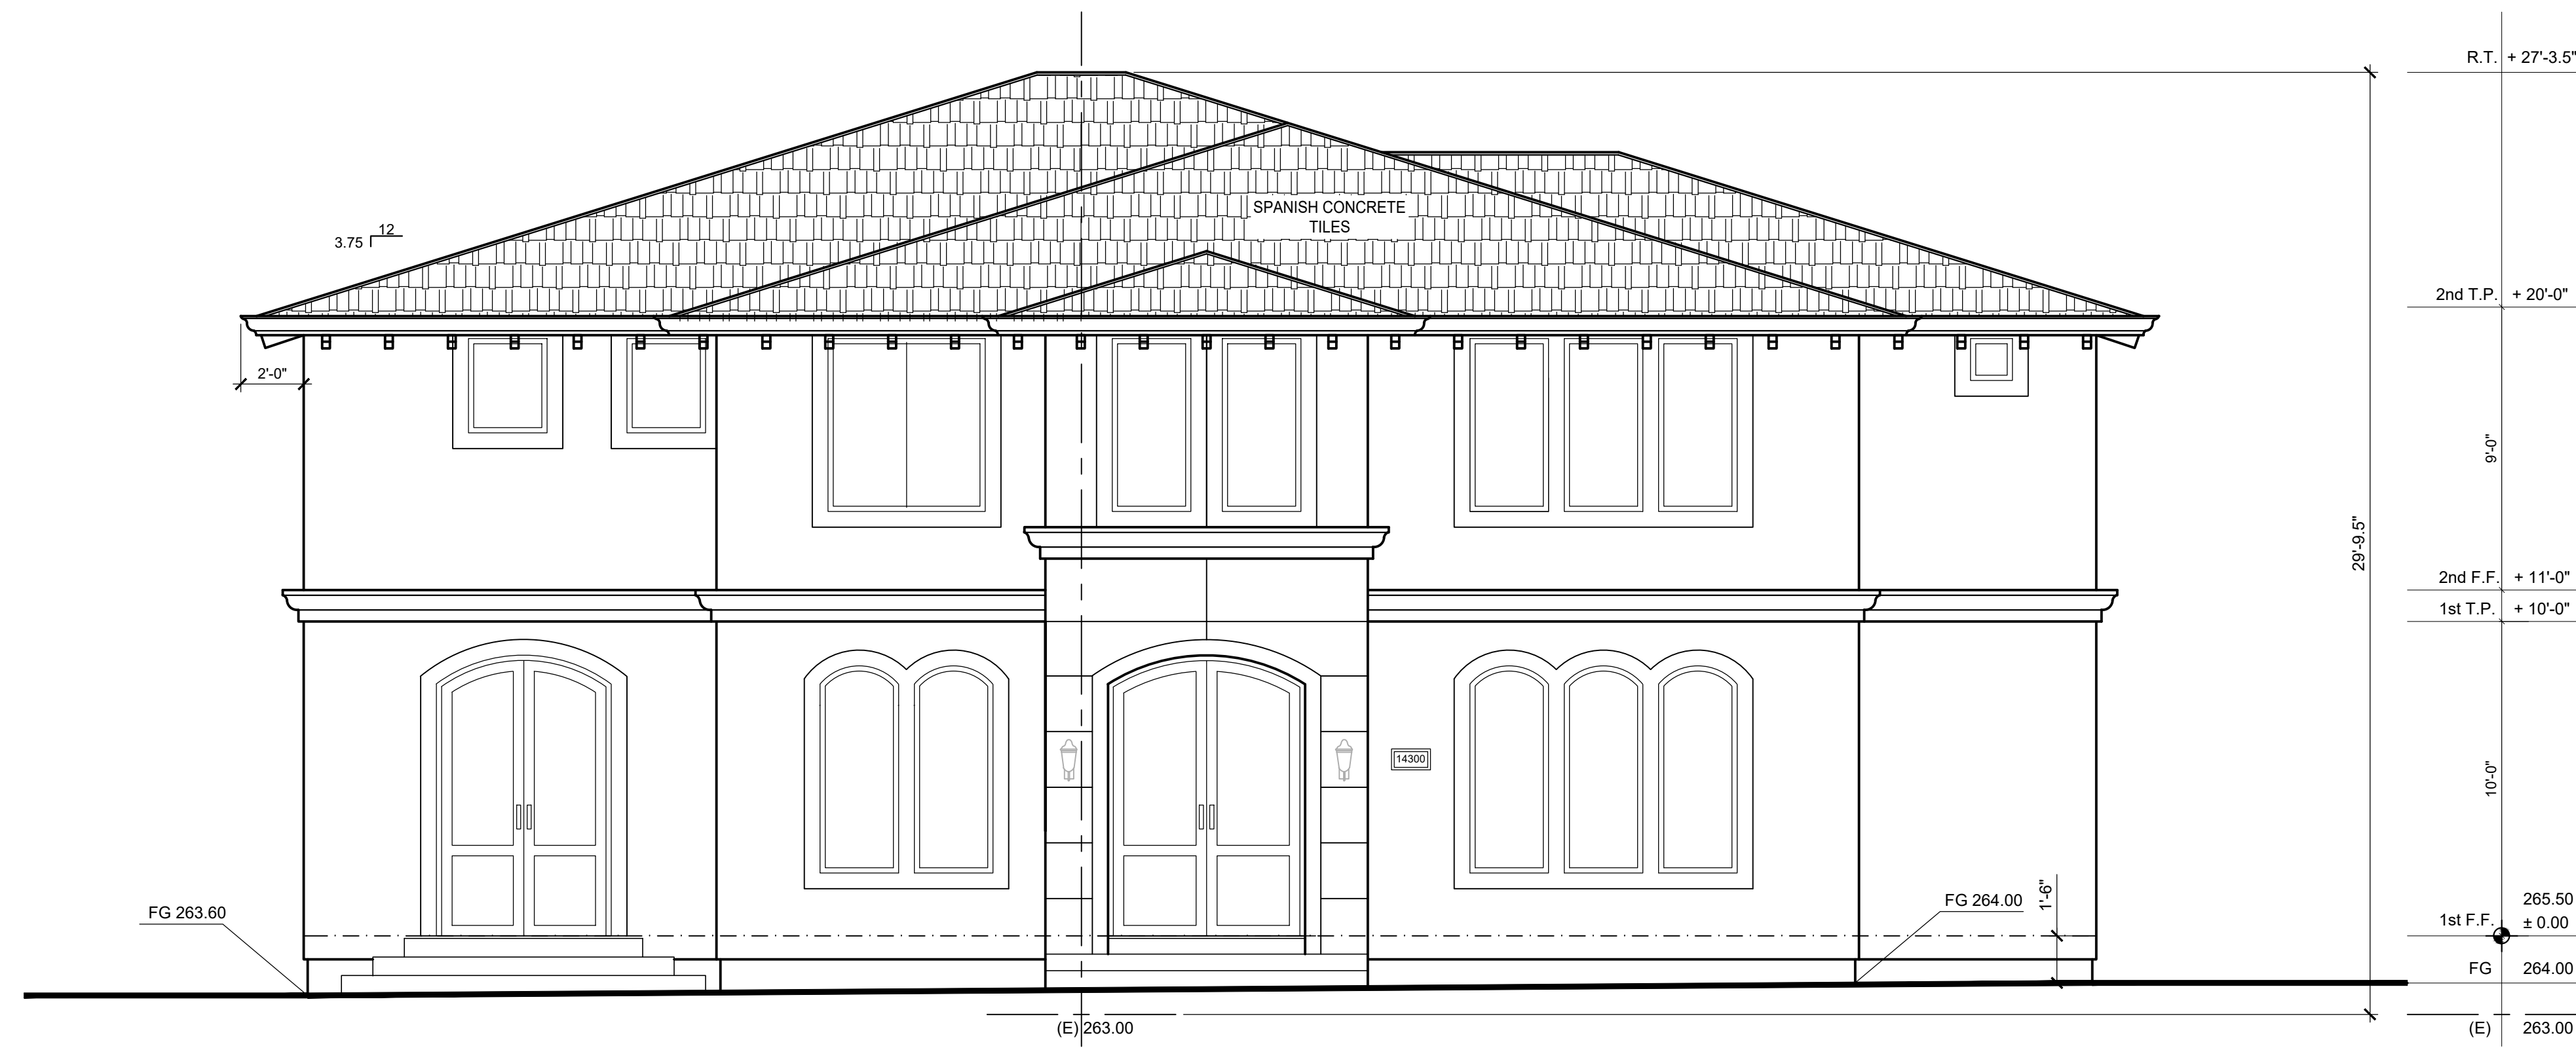 R.T. + 27'-3.5"
SPANISH CONCRETE
TILES
12
3.75
2nd T.P. + 20'-0"
2'-0"
9'-0"
29'-9.5"
2nd F.F. + 11'-0"
1st T.P. + 10'-0"
14300
10'-0"
FG 263.60
FG 264.00
1'-6"
265.50
1st F.F. ± 0.00
FG 264.00
(E) 263.00
(E) 263.00